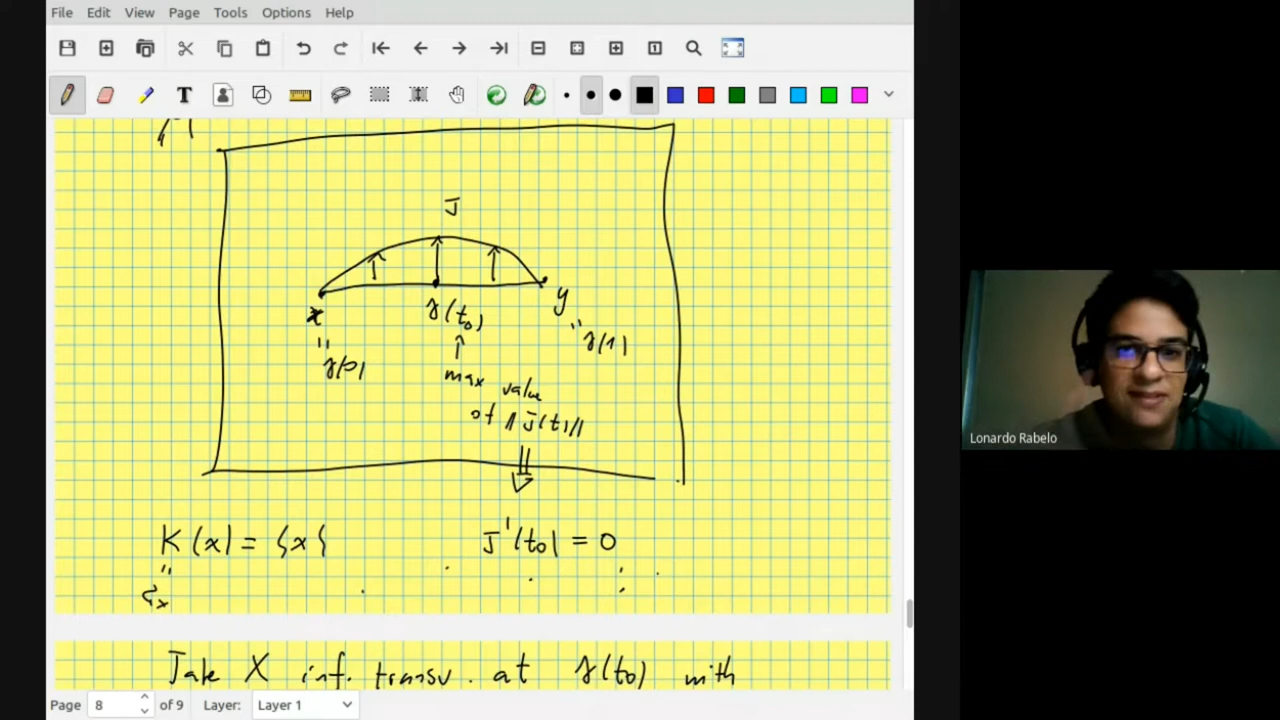 File Edit View Page Tools Options Help
J
x
γ(t₀)
y
" γ(0)
" γ(1)
↑
max value
of ||J(t)||
⇓
K(x) = {x}
J'(t₀) = 0
"
Take X inf. transv. at γ(t₀) with
Lonardo Rabelo
Page 8 of 9 Layer: Layer 1